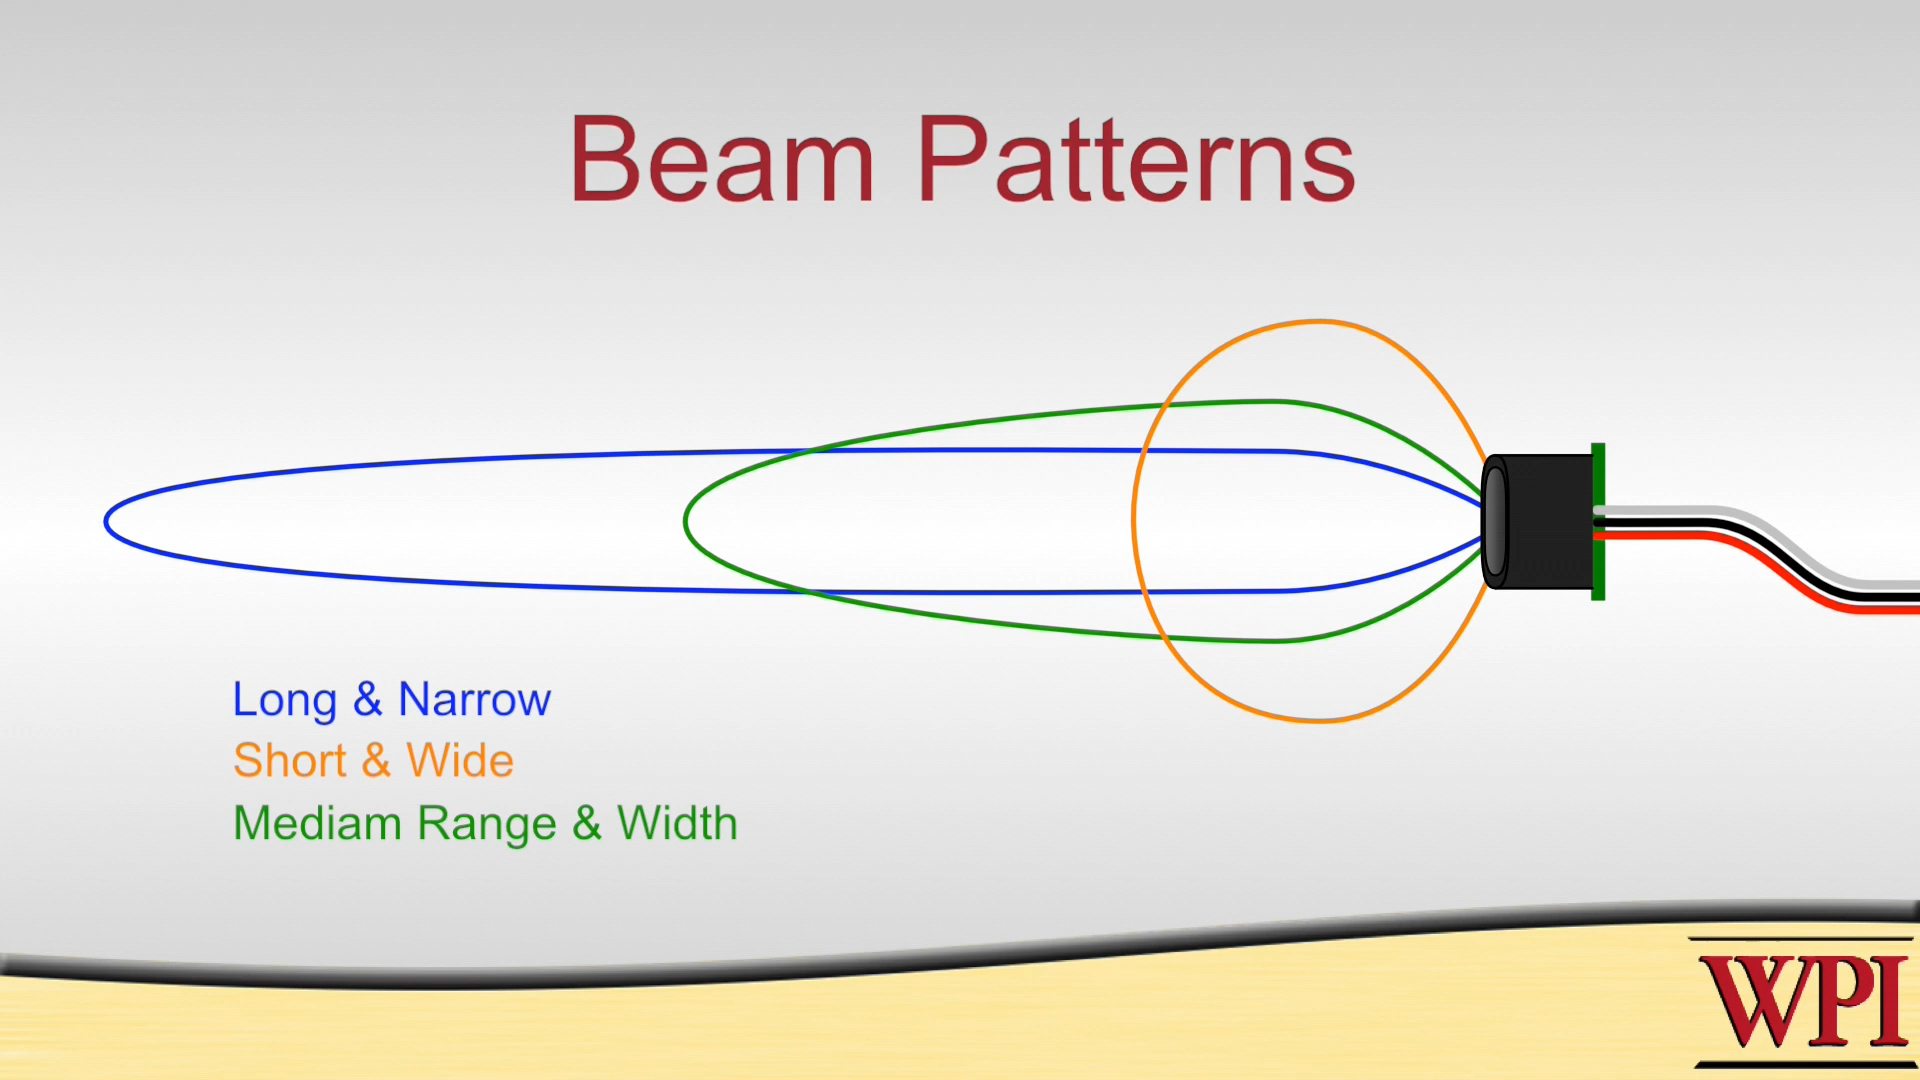 Beam Patterns
Long & Narrow
Short & Wide
Mediam Range & Width
WPI